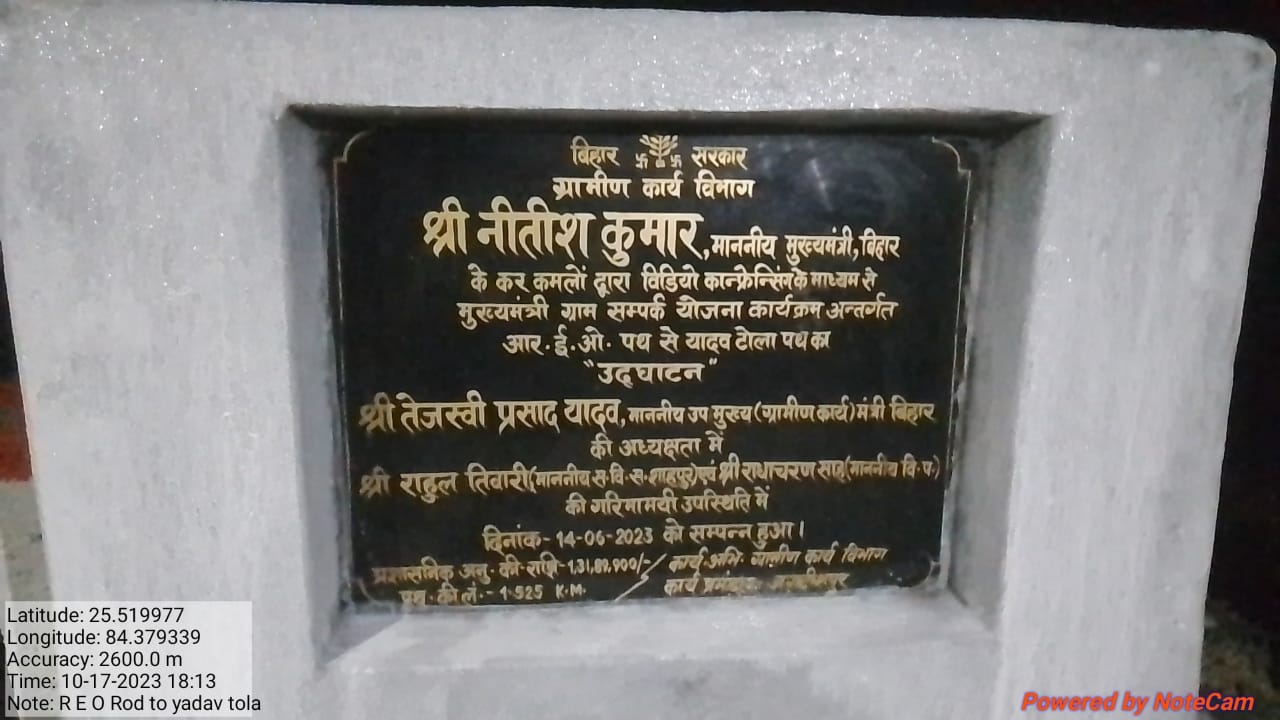 बिहार सरकार
ग्रामीण कार्य विभाग
श्री नीतीश कुमार, माननीय मुख्यमंत्री, बिहार
के कर कमलों द्वारा विडियो कान्फ्रेन्सिंग के माध्यम से
मुख्यमंत्री ग्राम सम्पर्क योजना कार्यक्रम अन्तर्गत
आर. ई. ओ. पथ से यादव टोला पथ का
"उद्घाटन"
श्री तेजस्वी प्रसाद यादव, माननीय उप मुख्य (ग्रामीण कार्य) मंत्री बिहार
की अध्यक्षता में
श्री राहुल तिवारी (माननीय स. वि. स. शाहपुर) एवं श्री राधाचरण साह (माननीय वि. प.)
की गरिमामयी उपस्थिति में
दिनांक- 14-06-2023 को सम्पन्न हुआ।
प्रशासनिक अनु. की राशि- 1,31,89,900/- कार्य. अभि. ग्रामीण कार्य विभाग
पथ की लं.- 1.525 K.M. कार्य प्रमंडल
Latitude: 25.519977
Longitude: 84.379339
Accuracy: 2600.0 m
Time: 10-17-2023 18:13
Note: R E O Rod to yadav tola
Powered by NoteCam